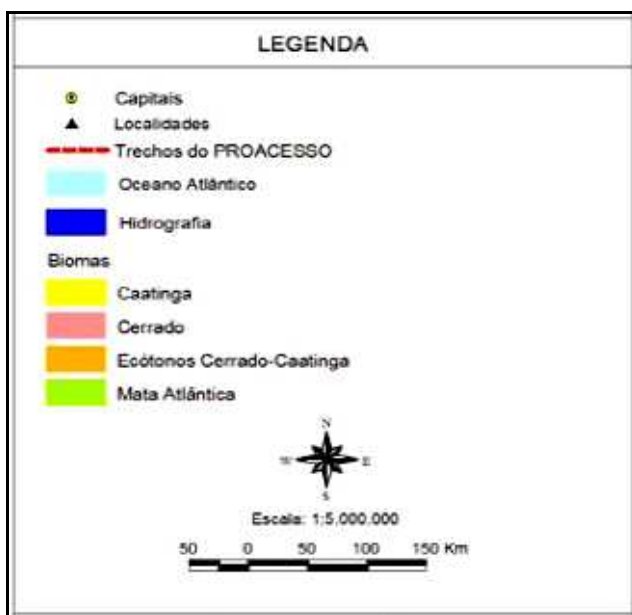 LEGENDA
Capitais
Localidades
Trechos do PROACESSO
Oceano Atlântico
Hidrografia
Biomas
Caatinga
Cerrado
Ecótonos Cerrado-Caatinga
Mata Atlântica
N
W E
S
Escala: 1:5.000.000
50 0 50 100 150 Km